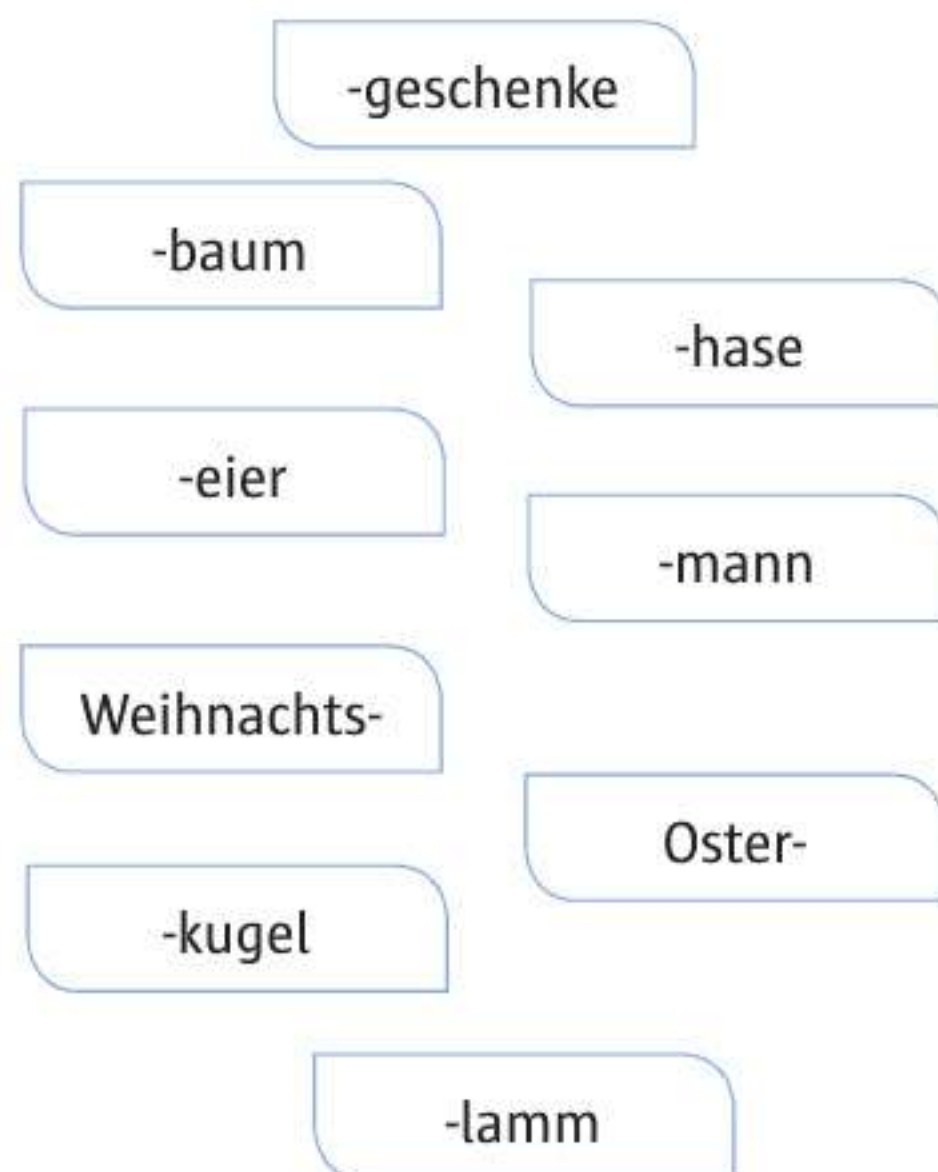 -geschenke
-baum
-hase
-eier
-mann
Weihnachts-
Oster-
-kugel
-lamm